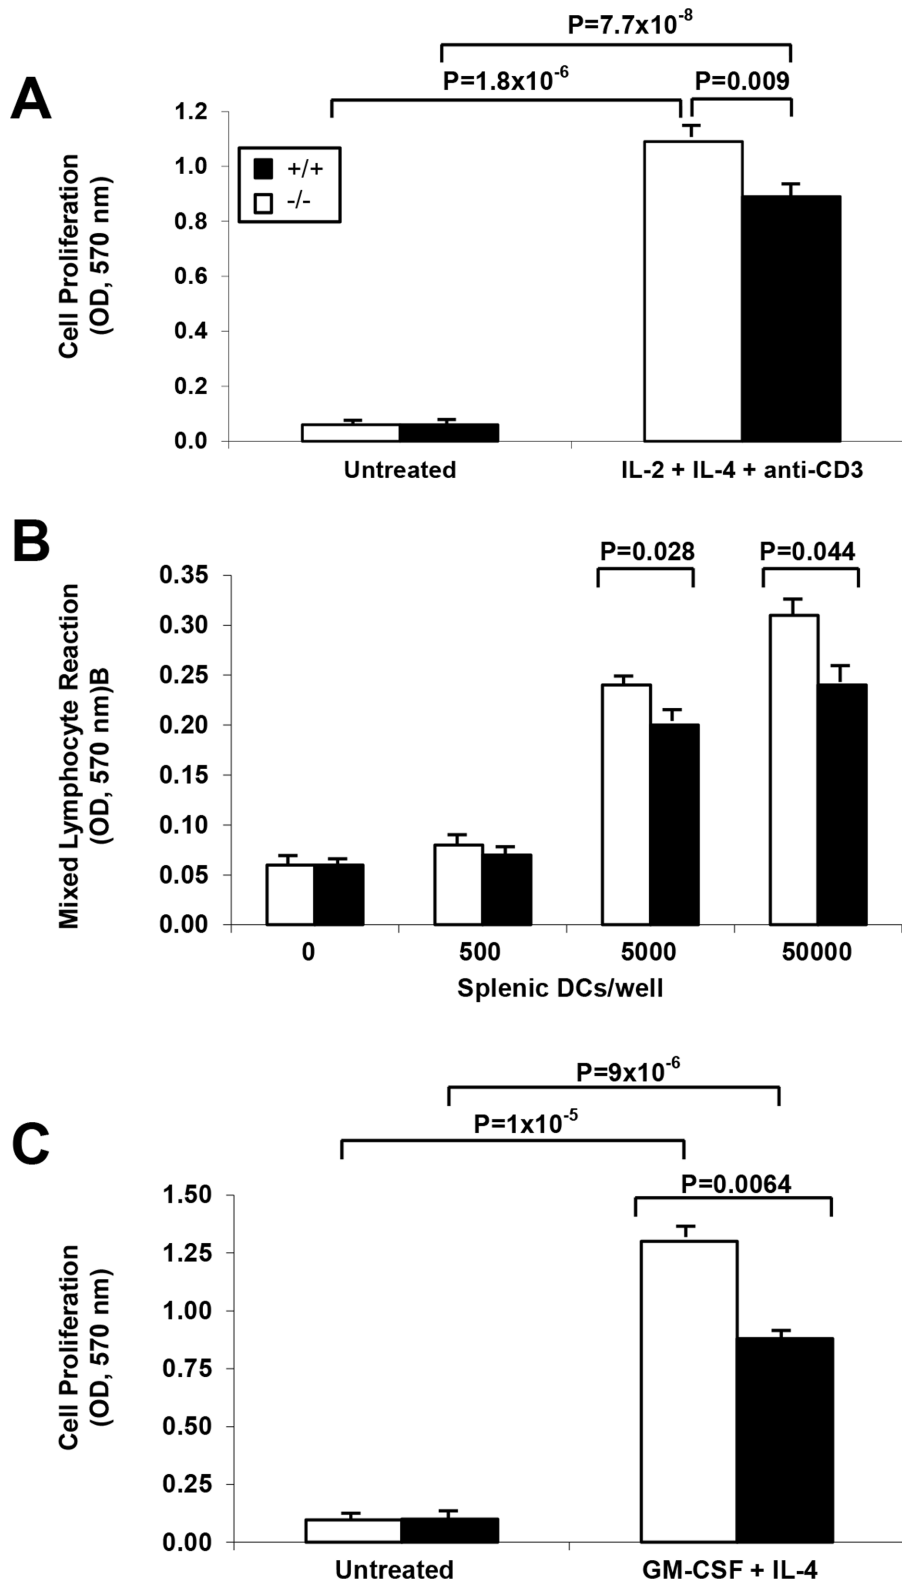 P=7.7x10-8
P=1.8x10-6
P=0.009
A
1.2
1.0
0.8
0.6
0.4
0.2
0.0
Cell Proliferation
(OD, 570 nm)
+/+
-/-
Untreated
IL-2 + IL-4 + anti-CD3
B
P=0.028
P=0.044
0.35
0.30
0.25
0.20
0.15
0.10
0.05
0.00
Mixed Lymphocyte Reaction
(OD, 570 nm)B
0
500
5000
50000
Splenic DCs/well
P=9x10-6
P=1x10-5
C
P=0.0064
1.50
1.25
1.00
0.75
0.50
0.25
0.00
Cell Proliferation
(OD, 570 nm)
Untreated
GM-CSF + IL-4